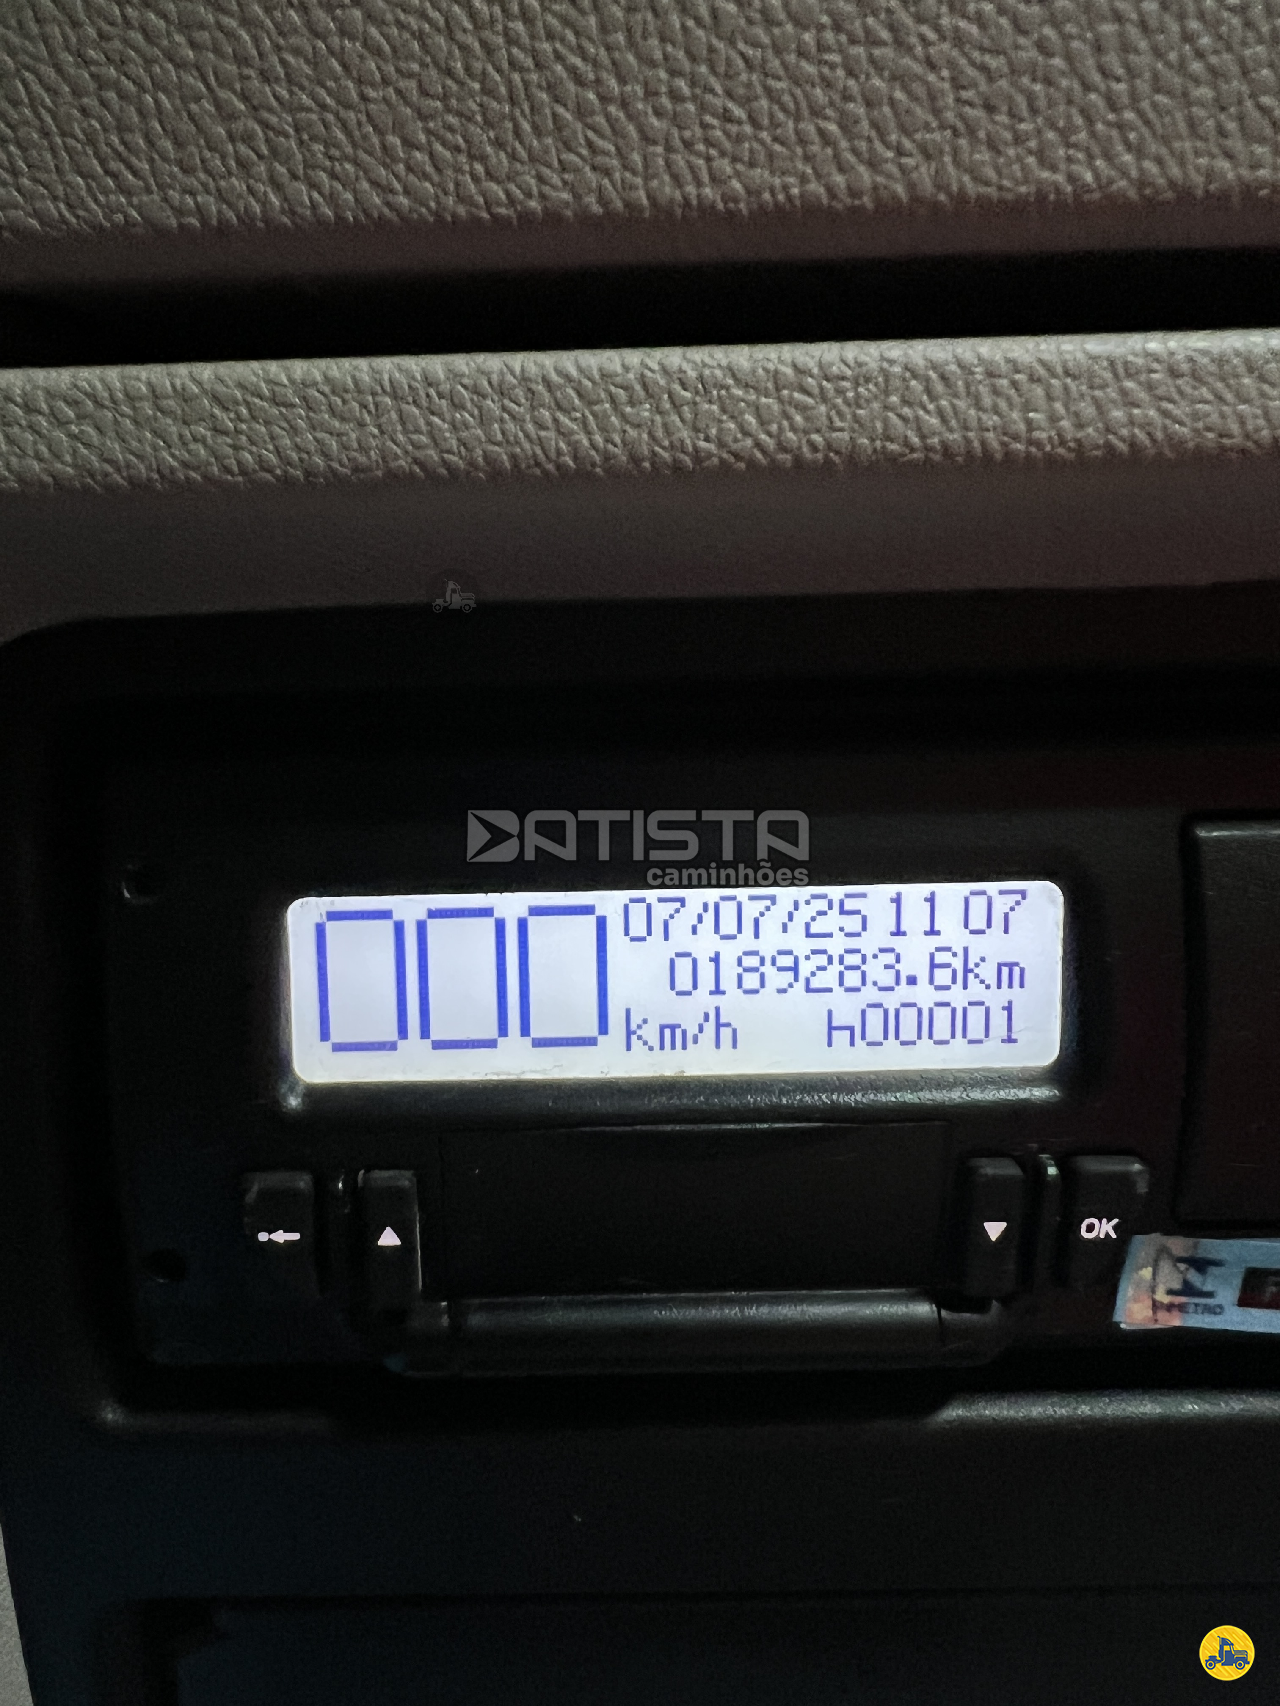 BATISTA
caminhões
000
07/07/25 11 07
0189283.6km
km/h
h00001
OK